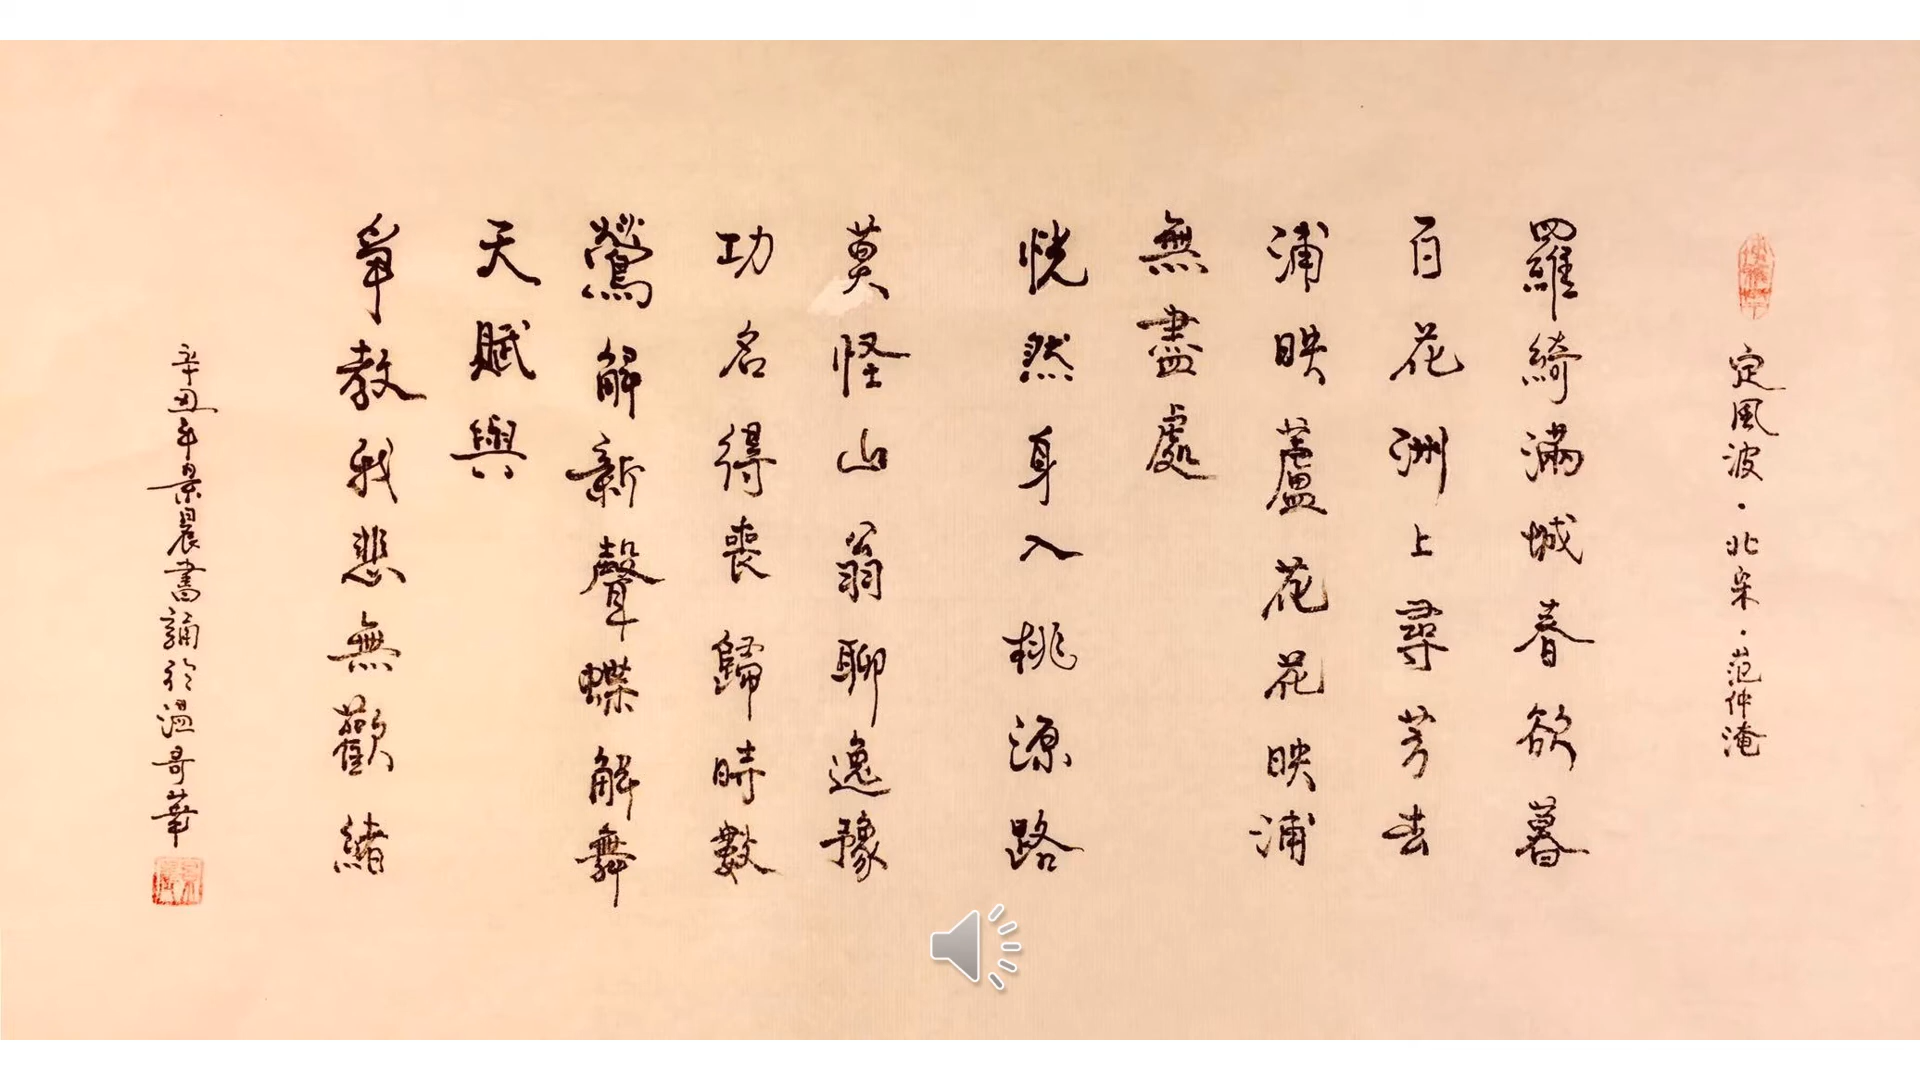 定風波·北宋·范仲淹
羅綺滿城春欲暮
百花洲上尋芳去
浦映蘆花花映浦
無盡處
恍然身入桃源路
莫怪山翁聊逸豫
功名得喪歸時數
鶯解新聲蝶解舞
天賦與
爭教我悲無歡緒
辛丑年景晨書誦於溫哥華